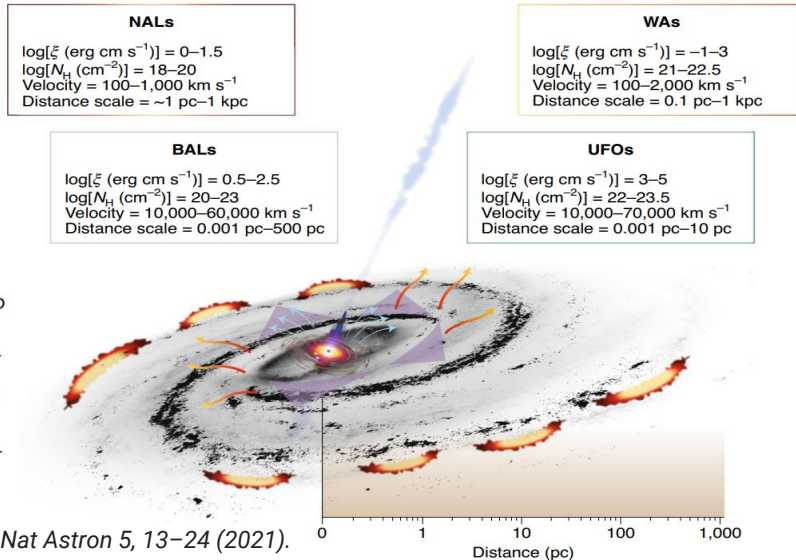 NALs
log[ξ (erg cm s⁻¹)] = 0–1.5
log[N_H (cm⁻²)] = 18–20
Velocity = 100–1,000 km s⁻¹
Distance scale = ~1 pc–1 kpc
WAs
log[ξ (erg cm s⁻¹)] = –1–3
log[N_H (cm⁻²)] = 21–22.5
Velocity = 100–2,000 km s⁻¹
Distance scale = 0.1 pc–1 kpc
BALs
log[ξ (erg cm s⁻¹)] = 0.5–2.5
log[N_H (cm⁻²)] = 20–23
Velocity = 10,000–60,000 km s⁻¹
Distance scale = 0.001 pc–500 pc
UFOs
log[ξ (erg cm s⁻¹)] = 3–5
log[N_H (cm⁻²)] = 22–23.5
Velocity = 10,000–70,000 km s⁻¹
Distance scale = 0.001 pc–10 pc
Nat Astron 5, 13–24 (2021).
0 1 10 100 1,000
Distance (pc)